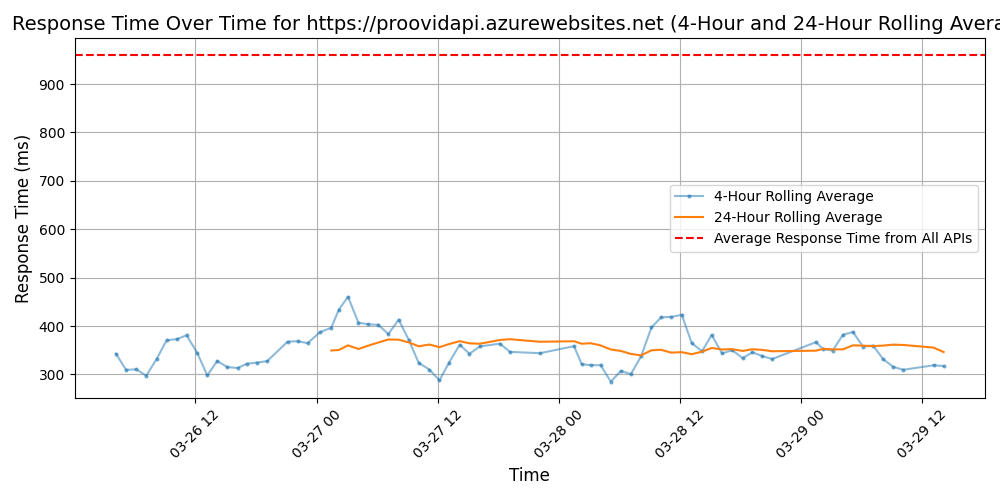 Response Time Over Time for https://proovidapi.azurewebsites.net (4-Hour and 24-Hour Rolling Avera
Response Time (ms)
900
800
700
600
500
400
300
4-Hour Rolling Average
24-Hour Rolling Average
Average Response Time from All APIs
03-26 12
03-27 00
03-27 12
03-28 00
03-28 12
03-29 00
03-29 12
Time